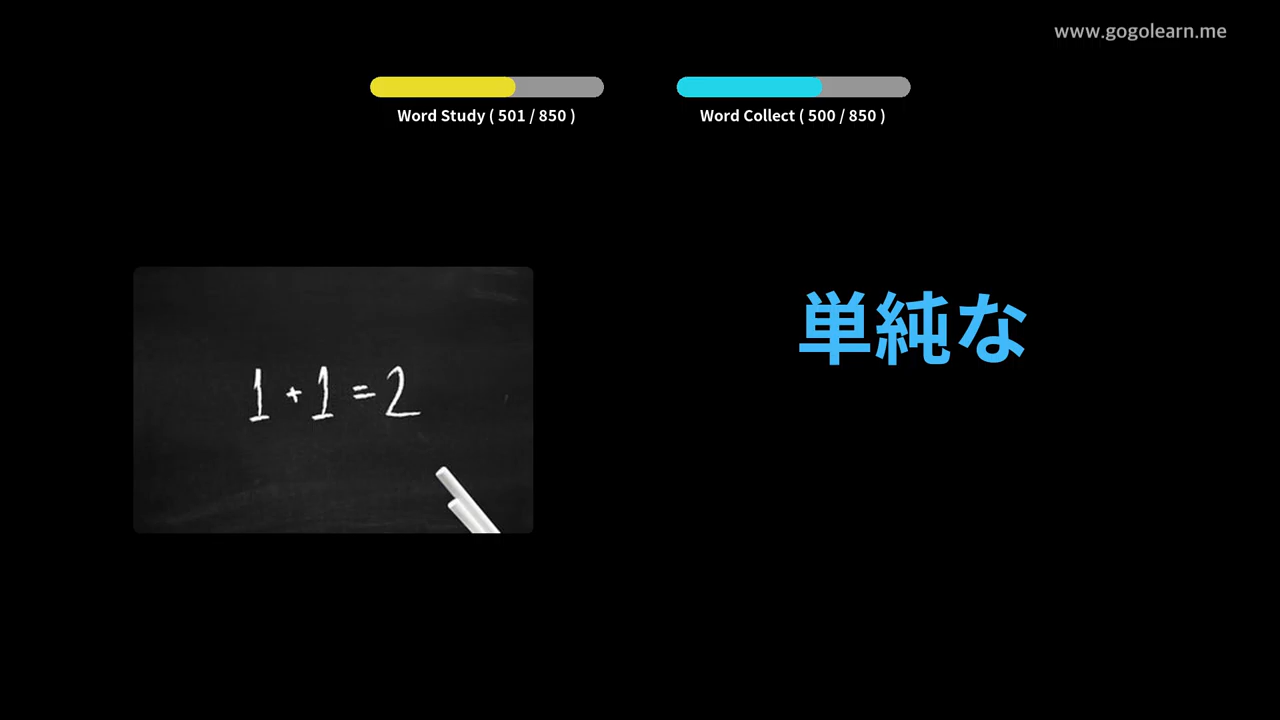 www.gogolearn.me
Word Study ( 501 / 850 )
Word Collect ( 500 / 850 )
1 + 1 = 2
単純な